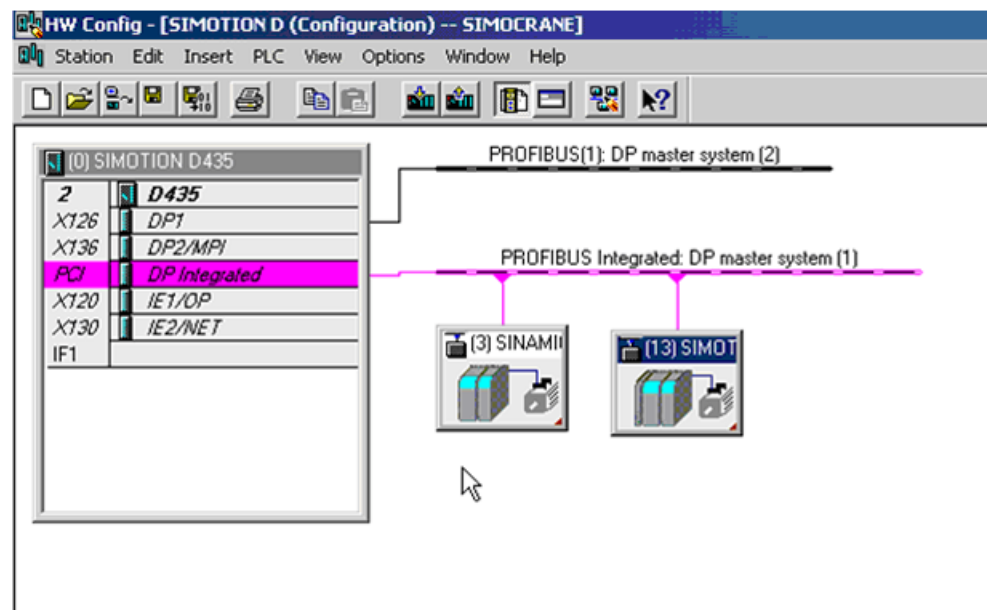 HW Config - [SIMOTION D (Configuration) -- SIMOCRANE]
Station Edit Insert PLC View Options Window Help
(0) SIMOTION D435
2 D435
X126 DP1
X136 DP2/MPI
PCI DP Integrated
X120 IE1/OP
X130 IE2/NET
IF1
PROFIBUS(1): DP master system (2)
PROFIBUS Integrated: DP master system (1)
(3) SINAMI
(13) SIMOT